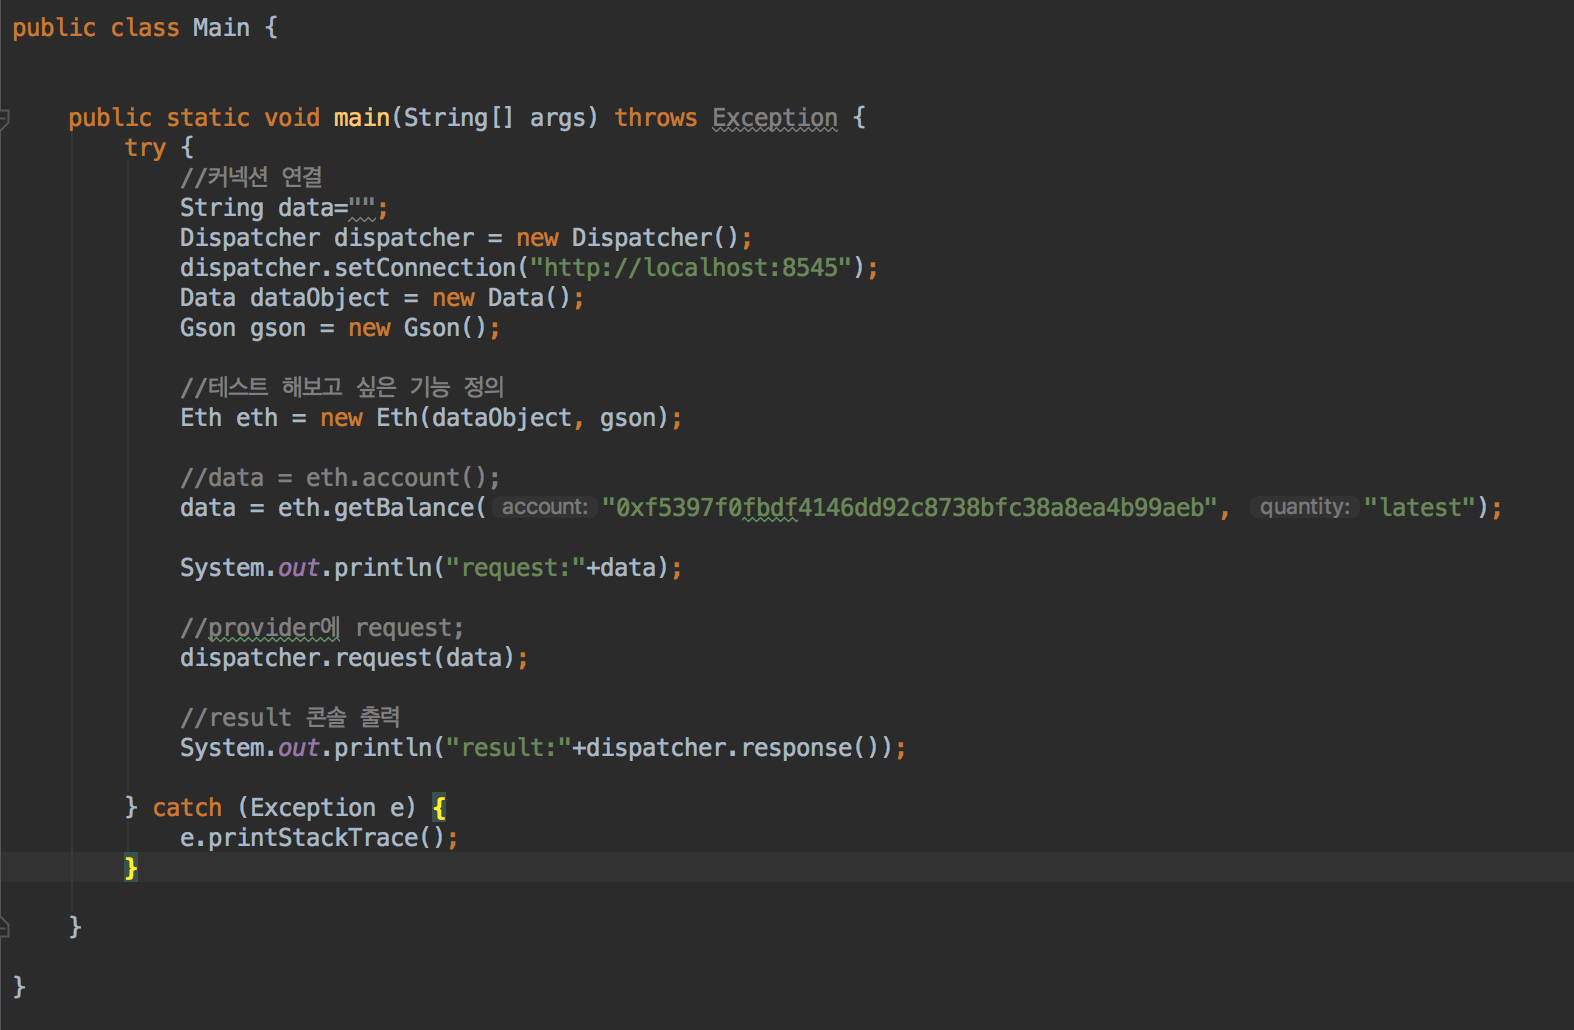 public class Main {
public static void main(String[] args) throws Exception {
try {
//커넥션 연결
String data="";
Dispatcher dispatcher = new Dispatcher();
dispatcher.setConnection("http://localhost:8545");
Data dataObject = new Data();
Gson gson = new Gson();
//테스트 해보고 싶은 기능 정의
Eth eth = new Eth(dataObject, gson);
//data = eth.account();
data = eth.getBalance( account: "0xf5397f0fbdf4146dd92c8738bfc38a8ea4b99aeb", quantity: "latest");
System.out.println("request:"+data);
//provider에 request;
dispatcher.request(data);
//result 콘솔 출력
System.out.println("result:"+dispatcher.response());
} catch (Exception e) {
e.printStackTrace();
}
}
}